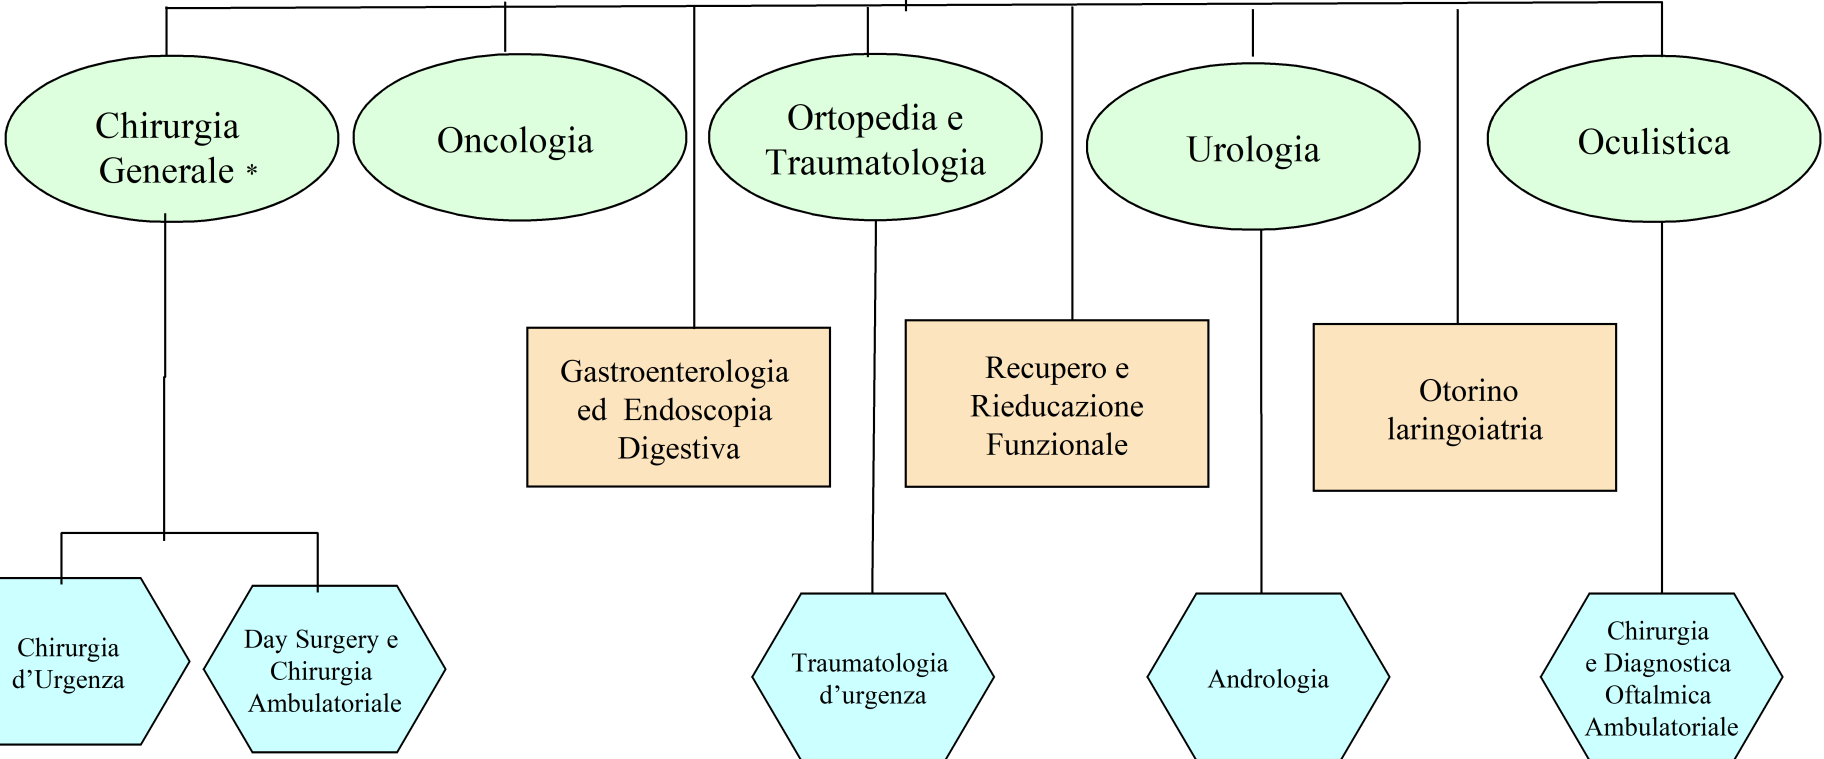 Chirurgia
Generale *
Oncologia
Ortopedia e
Traumatologia
Urologia
Oculistica
Gastroenterologia
ed  Endoscopia
Digestiva
Recupero e
Rieducazione
Funzionale
Otorino
laringoiatria
Chirurgia
d’Urgenza
Day Surgery e
Chirurgia
Ambulatoriale
Traumatologia
d’urgenza
Andrologia
Chirurgia
e Diagnostica
Oftalmica
Ambulatoriale